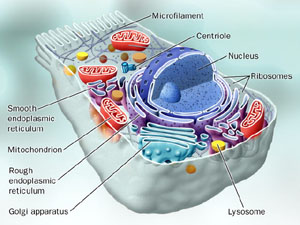 Microfilament
Centriole
Nucleus
Ribosomes
Smooth
endoplasmic
reticulum
Mitochondrion
Rough
endoplasmic
reticulum
Golgi apparatus
Lysosome